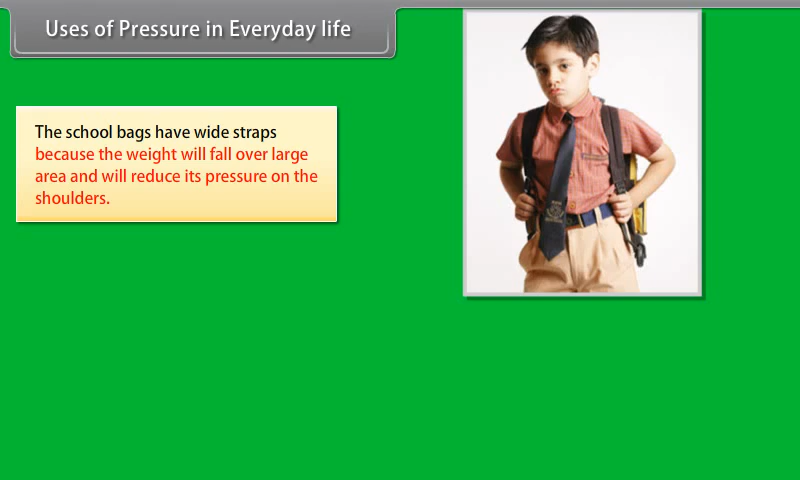 Uses of Pressure in Everyday life
The school bags have wide straps
because the weight will fall over large
area and will reduce its pressure on the
shoulders.